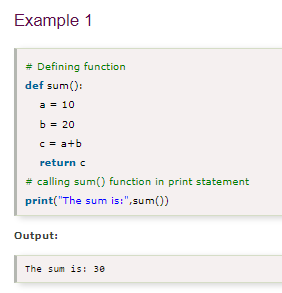 Example 1
# Defining function
def sum():
    a = 10
    b = 20
    c = a+b
    return c
# calling sum() function in print statement
print("The sum is:",sum())
Output:
The sum is: 30